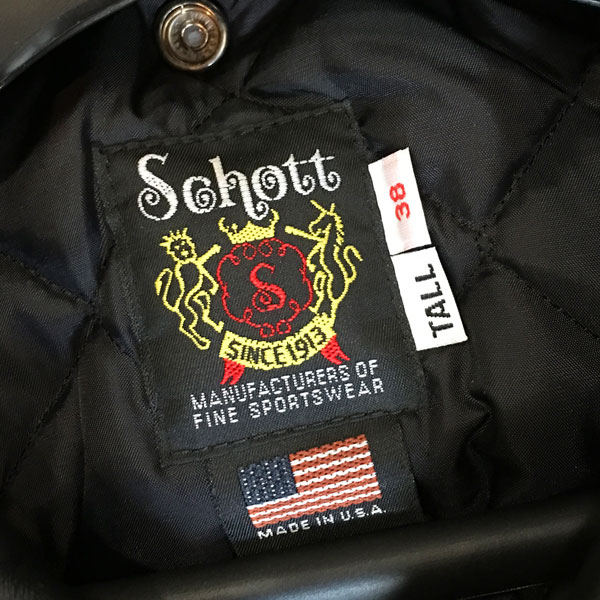 Schott
38
TALL
S
SINCE 1913
MANUFACTURERS OF
FINE SPORTSWEAR
MADE IN U.S.A.